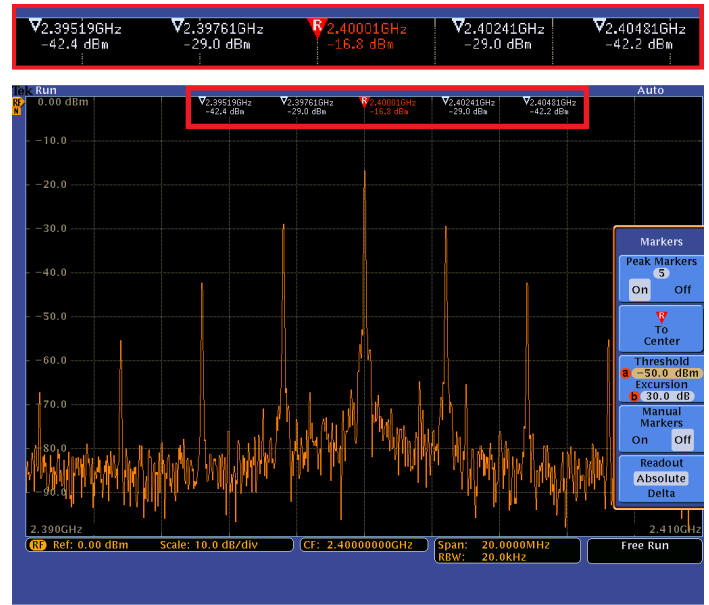 2.39519GHz 2.39761GHz R 2.40001GHz 2.40241GHz 2.40481GHz
-42.4 dBm -29.0 dBm -16.8 dBm -29.0 dBm -42.2 dBm
Tek Run Auto
RF
N
0.00 dBm
2.39519GHz 2.39761GHz R 2.40001GHz 2.40241GHz 2.40481GHz
-42.4 dBm -29.0 dBm -16.8 dBm -29.0 dBm -42.2 dBm
-10.0
-20.0
-30.0
-40.0
-50.0
-60.0
-70.0
-80.0
-90.0
Markers
Peak Markers
5
On Off
R
To
Center
Threshold
a -50.0 dBm
Excursion
b 30.0 dB
Manual
Markers
On Off
Readout
Absolute
Delta
2.390GHz 2.410G
RF Ref: 0.00 dBm Scale: 10.0 dB/div CF: 2.40000000GHz Span: 20.0000MHz Free Run
RBW: 20.0kHz